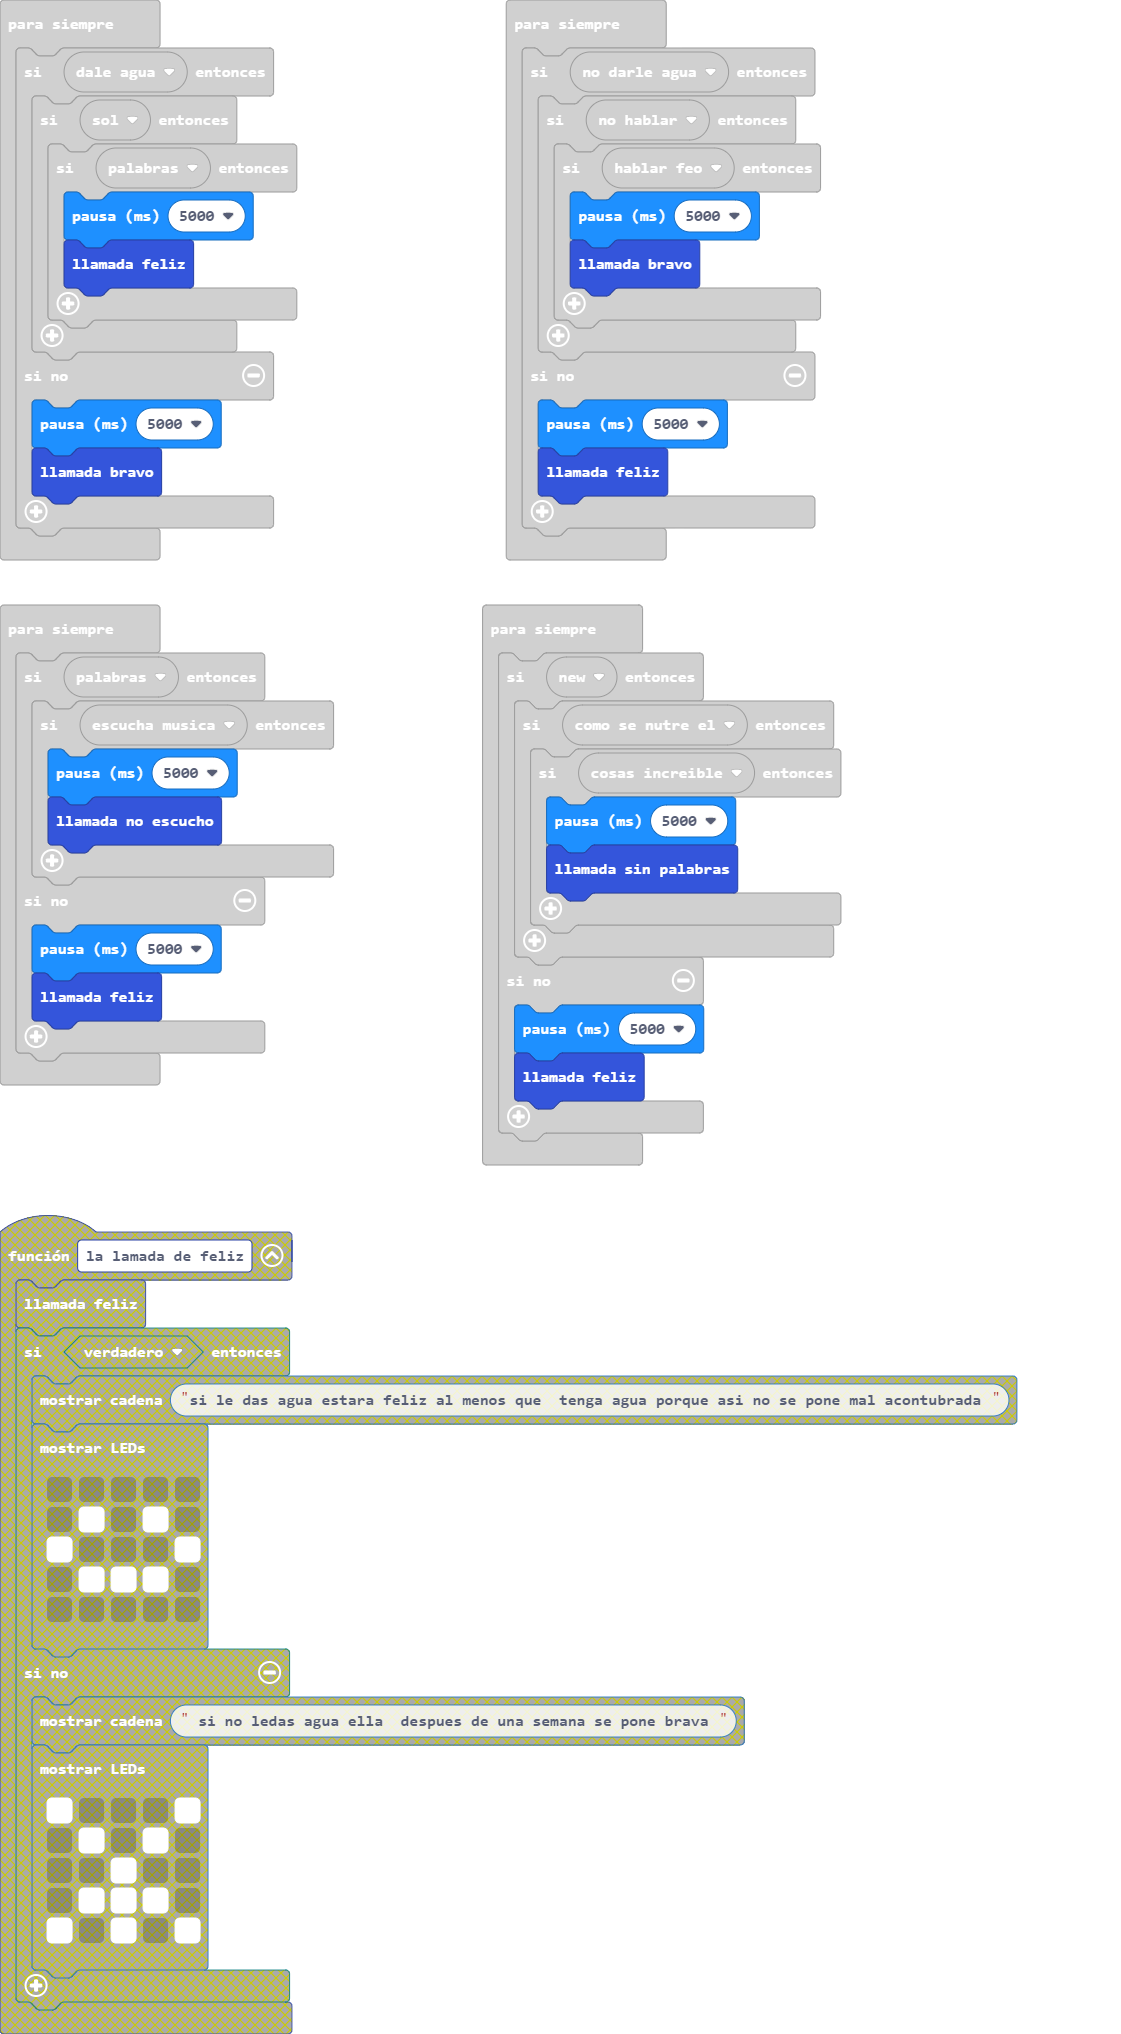 para siempre
si dale agua entonces
si sol entonces
si palabras entonces
pausa (ms) 5000
llamada feliz
si no
pausa (ms) 5000
llamada bravo
para siempre
si no darle agua entonces
si no hablar entonces
si hablar feo entonces
pausa (ms) 5000
llamada bravo
si no
pausa (ms) 5000
llamada feliz
para siempre
si palabras entonces
si escucha musica entonces
pausa (ms) 5000
llamada no escucho
si no
pausa (ms) 5000
llamada feliz
para siempre
si new entonces
si como se nutre el entonces
si cosas increible entonces
pausa (ms) 5000
llamada sin palabras
si no
pausa (ms) 5000
llamada feliz
función la lamada de feliz
llamada feliz
si verdadero entonces
mostrar cadena "si le das agua estara feliz al menos que  tenga agua porque asi no se pone mal acontubrada "
mostrar LEDs
si no
mostrar cadena " si no ledas agua ella  despues de una semana se pone brava "
mostrar LEDs